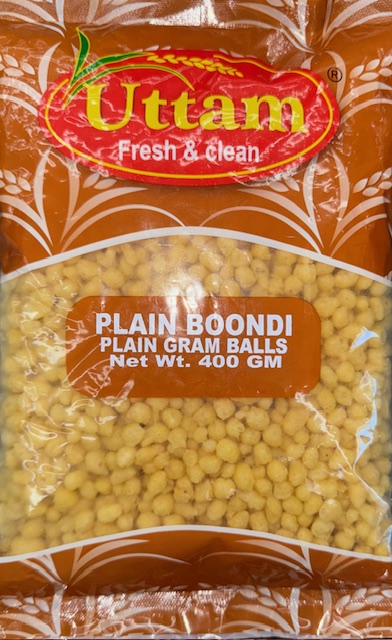 Uttam
®
Fresh & clean
PLAIN BOONDI
PLAIN GRAM BALLS
Net Wt. 400 GM